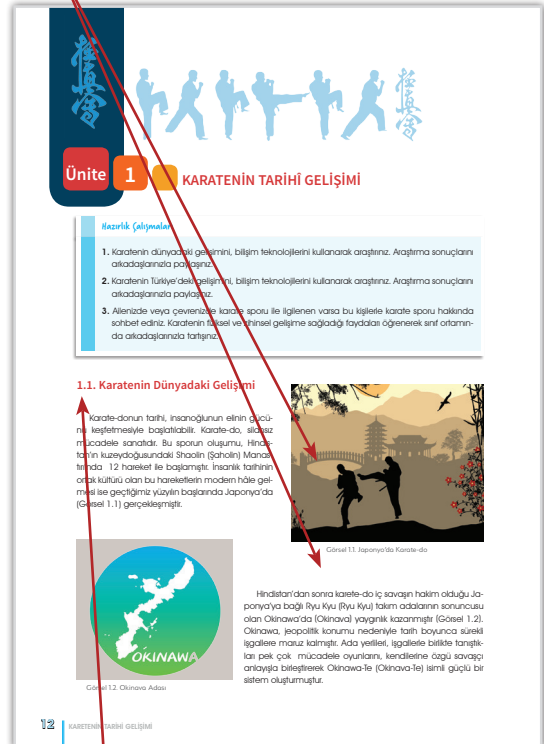 極真会
極真会
Ünite 1
KARATENİN TARİHÎ GELİŞİMİ
Hazırlık Çalışmaları
1. Karatenin dünyadaki gelişimini, bilişim teknolojilerini kullanarak araştırınız. Araştırma sonuçlarını
arkadaşlarınızla paylaşınız.
2. Karatenin Türkiye'deki gelişimini, bilişim teknolojilerini kullanarak araştırınız. Araştırma sonuçlarını
arkadaşlarınızla paylaşınız.
3. Ailenizde veya çevrenizde karate sporu ile ilgilenen varsa bu kişilerle karate sporu hakkında
sohbet ediniz. Karatenin fiziksel ve zihinsel gelişime sağladığı faydaları öğrenerek sınıf ortamın-
da arkadaşlarınızla tartışınız.
1.1. Karatenin Dünyadaki Gelişimi
Karate-donun tarihi, insanoğlunun elinin gücü-
nü keşfetmesiyle başlatılabilir. Karate-do, silahsız
mücadele sanatıdır. Bu sporun oluşumu, Hindis-
tan'ın kuzeydoğusundaki Shaolin (Şaholin) Manas-
tırında 12 hareket ile başlamıştır. İnsanlık tarihinin
ortak kültürü olan bu hareketlerin modern hâle gel-
mesi ise geçtiğimiz yüzyılın başlarında Japonya'da
(Görsel 1.1) gerçekleşmiştir.
Görsel 1.1. Japonya'da Karate-do
OKINAWA
Görsel 1.2. Okinava Adası
Hindistan'dan sonra karete-do iç savaşın hakim olduğu Ja-
ponya'ya bağlı Ryu Kyu (Ryu Kyu) takım adalarının sonuncusu
olan Okinawa'da (Okinava) yaygınlık kazanmıştır (Görsel 1.2).
Okinawa, jeopolitik konumu nedeniyle tarih boyunca sürekli
işgallere maruz kalmıştır. Ada yerlileri, işgallerle birlikte tanıştık-
ları pek çok mücadele oyunlarını, kendilerine özgü savaşçı
anlayışla birleştirerek Okinawa-Te (Okinava-Te) isimli güçlü bir
sistem oluşturmuştur.
12
KARETENİN TARİHİ GELİŞİMİ